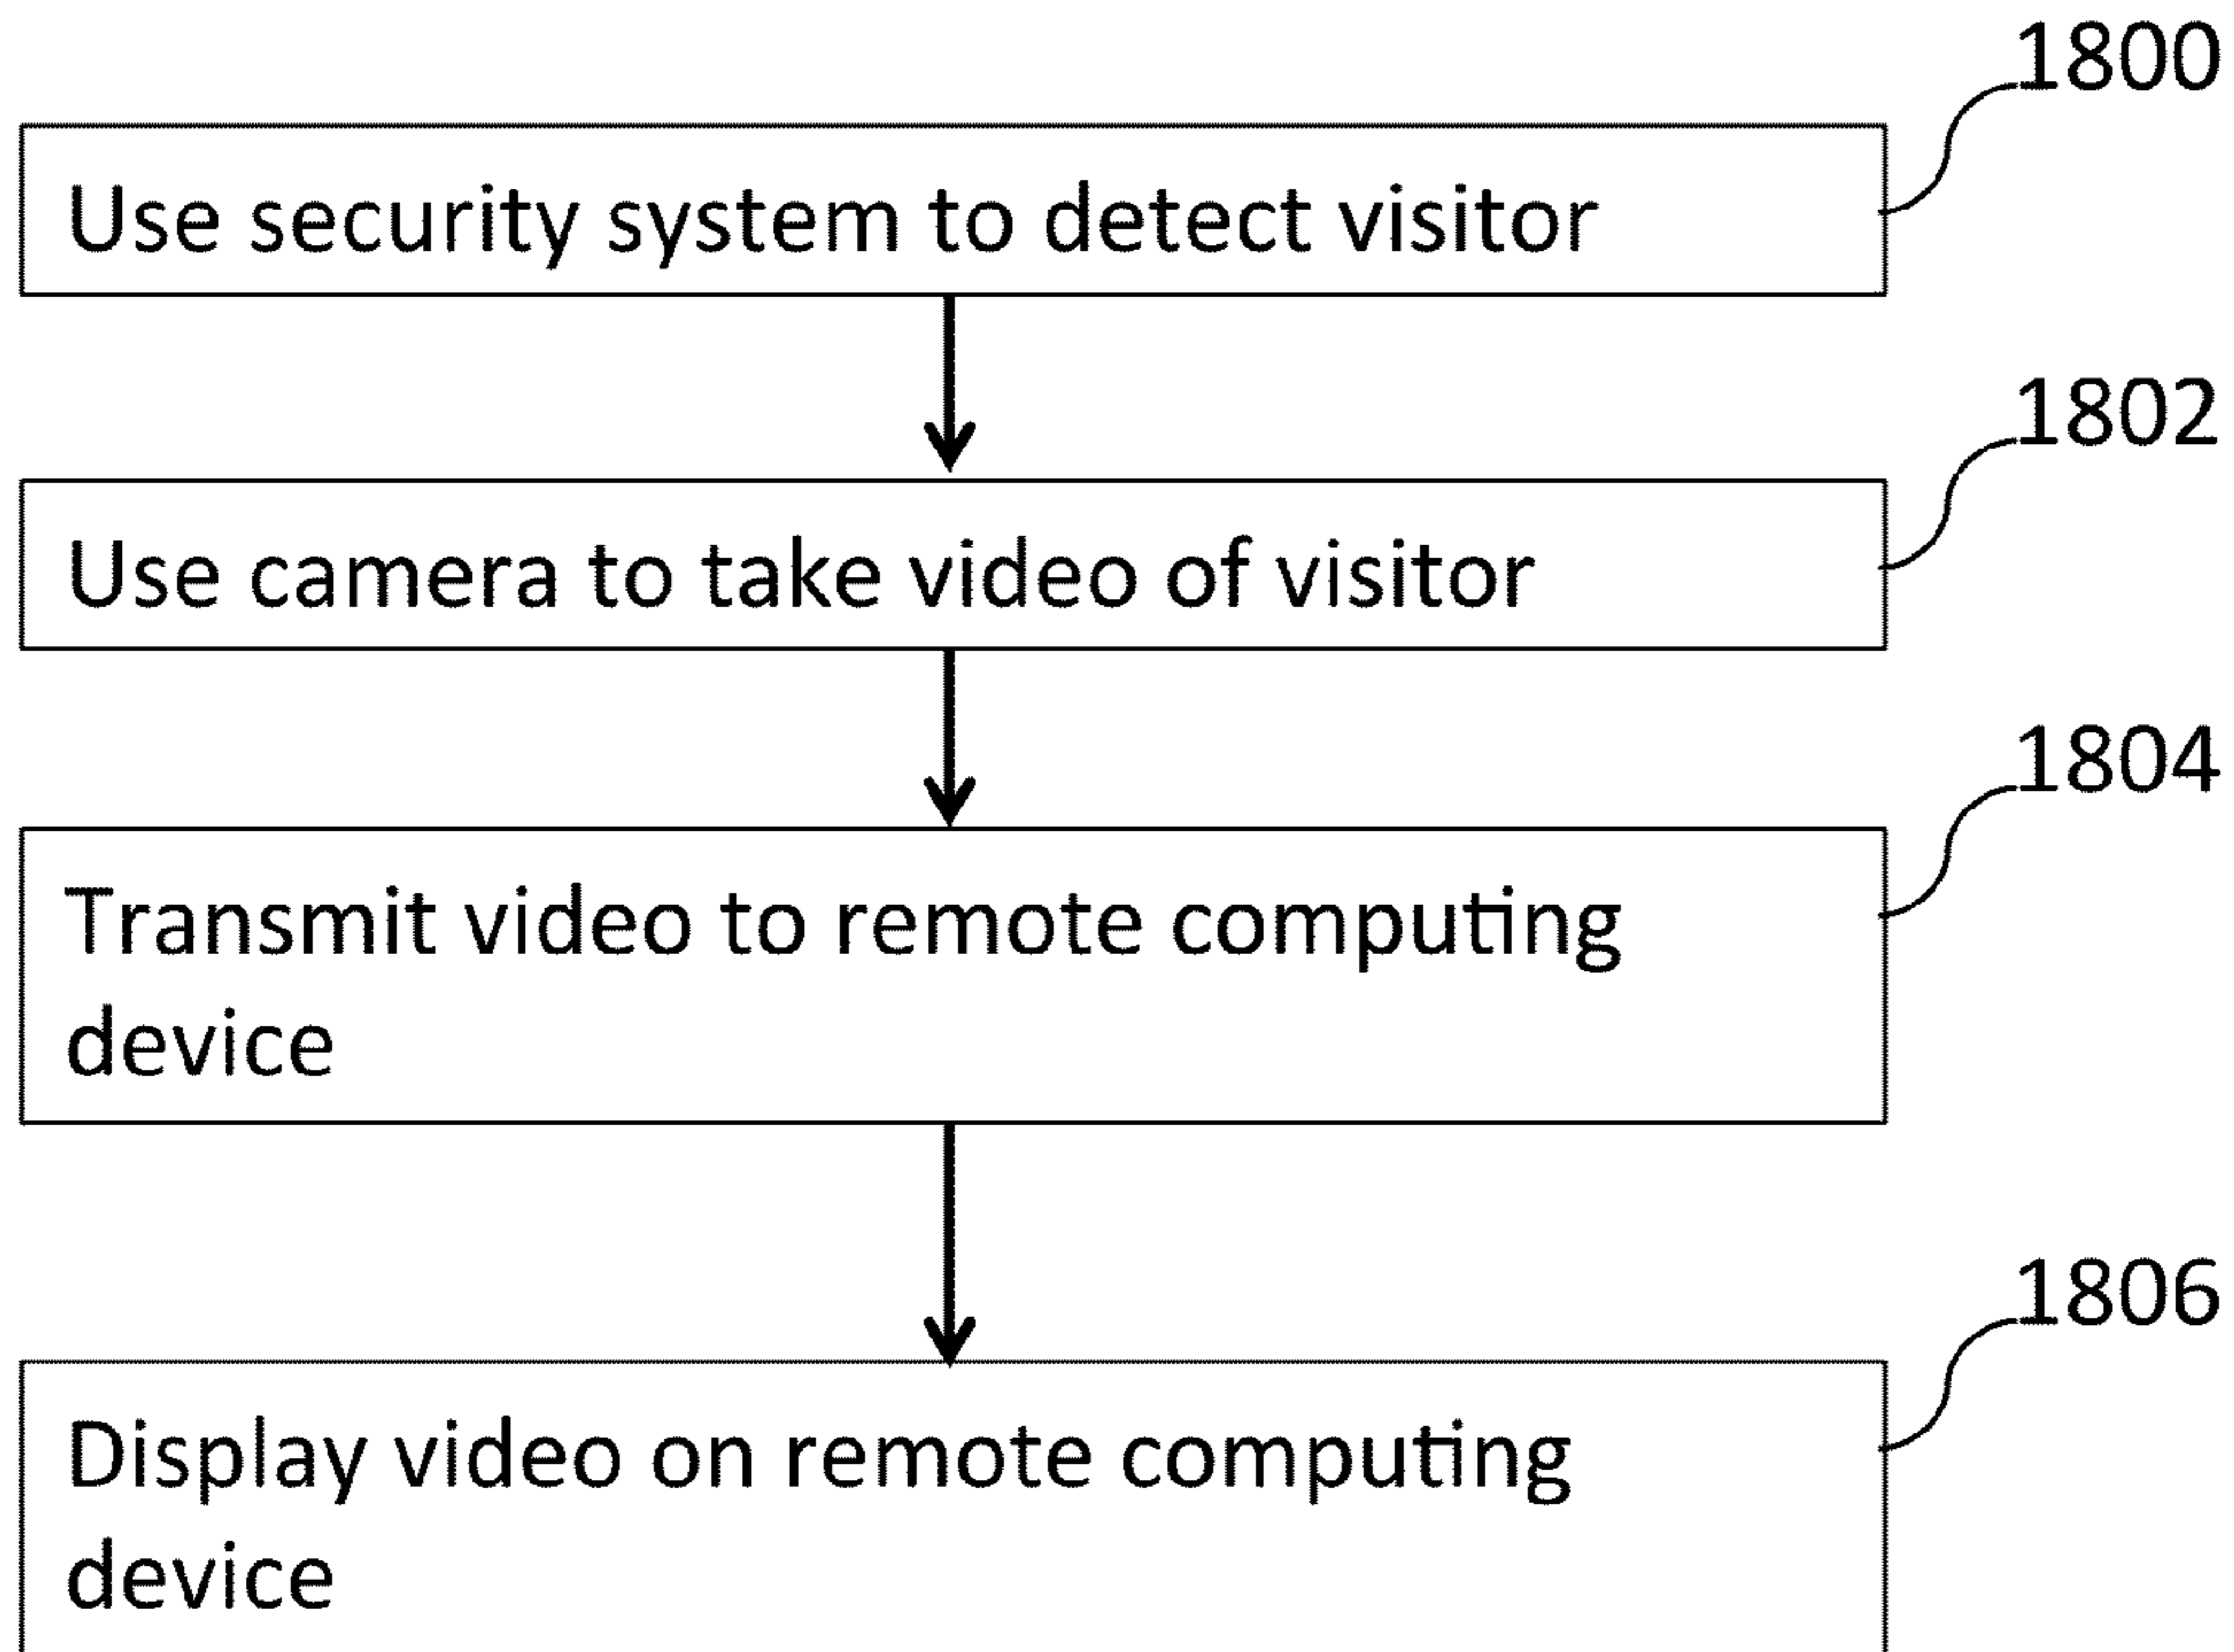 1800
Use security system to detect visitor
1802
Use camera to take video of visitor
1804
Transmit video to remote computing
device
1806
Display video on remote computing
device